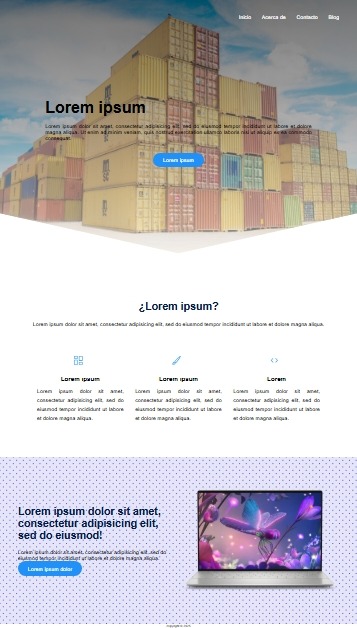 Inicio Acerca de Contacto Blog
Lorem ipsum
Lorem ipsum dolor sit amet, consectetur adipisicing elit, sed do eiusmod tempor incididunt ut labore et dolore
magna aliqua. Ut enim ad minim veniam, quis nostrud exercitation ullamco laboris nisi ut aliquip ex ea commodo
consequat.
Lorem ipsum
¿Lorem ipsum?
Lorem ipsum dolor sit amet, consectetur adipisicing elit, sed do eiusmod tempor incididunt ut labore et dolore magna aliqua.
Lorem ipsum
Lorem ipsum dolor sit amet,
consectetur adipisicing elit, sed do
eiusmod tempor incididunt ut labore
et dolore magna aliqua.
Lorem ipsum
Lorem ipsum dolor sit amet,
consectetur adipisicing elit, sed do
eiusmod tempor incididunt ut labore
et dolore magna aliqua.
Lorem
Lorem ipsum dolor sit amet,
consectetur adipisicing elit, sed do
eiusmod tempor incididunt ut labore
et dolore magna aliqua.
Lorem ipsum dolor sit amet,
consectetur adipisicing elit,
sed do eiusmod!
Lorem ipsum dolor sit amet, consectetur adipisicing elit, sed do
eiusmod tempor incididunt ut labore et dolore magna aliqua.
Lorem ipsum dolor